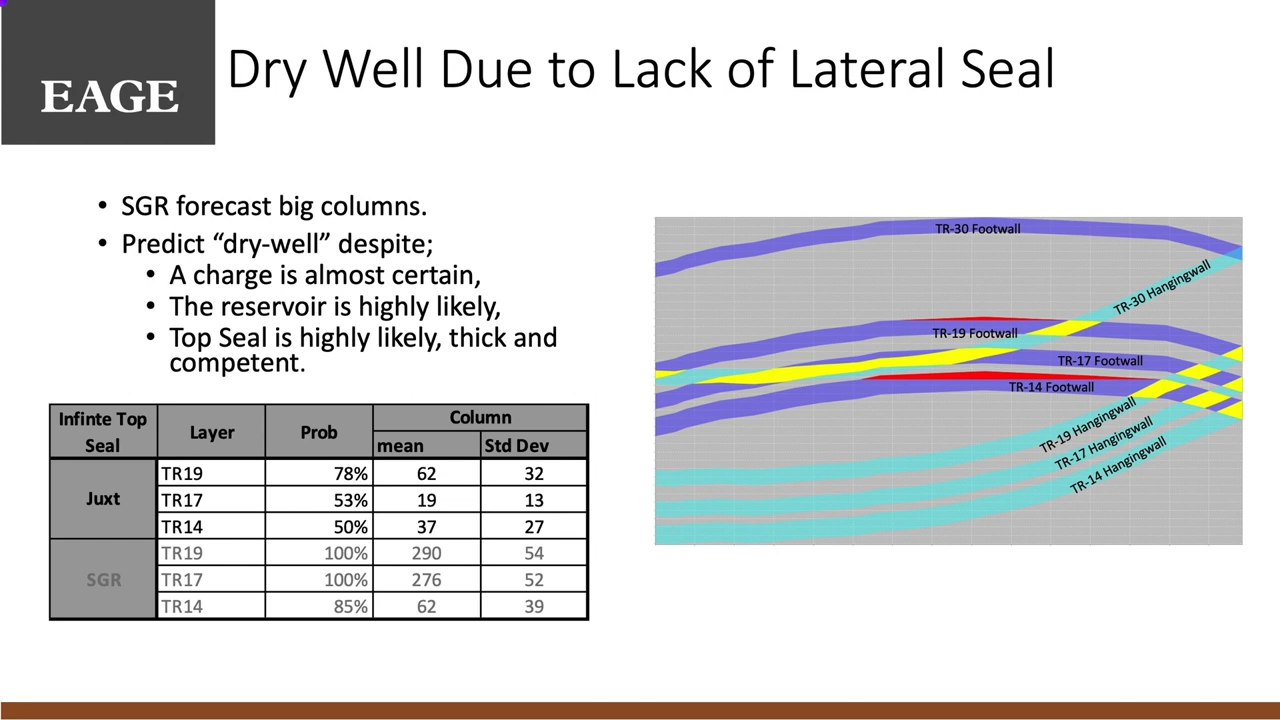 EAGE
Dry Well Due to Lack of Lateral Seal
• SGR forecast big columns.
• Predict “dry-well” despite;
• A charge is almost certain,
• The reservoir is highly likely,
• Top Seal is highly likely, thick and
competent.
Infinte Top Seal Layer Prob Column
mean Std Dev
Juxt TR19 78% 62 32
TR17 53% 19 13
TR14 50% 37 27
SGR TR19 100% 290 54
TR17 100% 276 52
TR14 85% 62 39
TR-30 Footwall
TR-30 Hangingwall
TR-19 Footwall
TR-17 Footwall
TR-14 Footwall
TR-19 Hangingwall
TR-17 Hangingwall
TR-14 Hangingwall